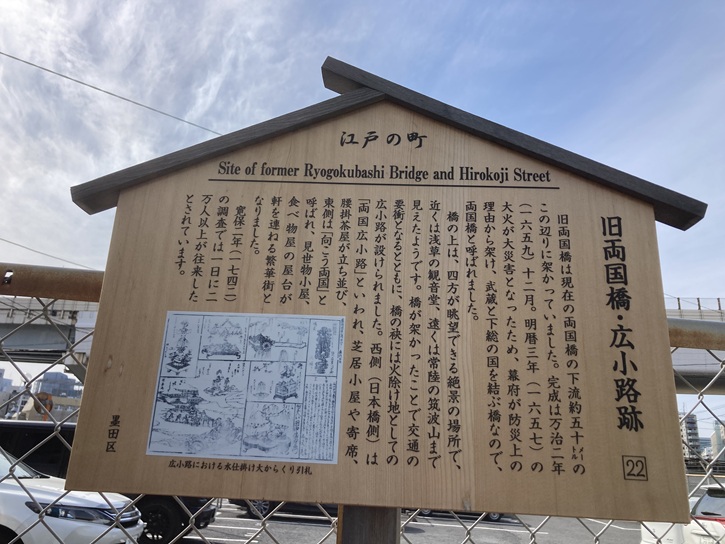 江戸の町
Site of former Ryogokubashi Bridge and Hirokoji Street
旧両国橋・広小路跡
22
旧両国橋は現在の両国橋の下流約五十㍍の
この辺りに架かっていました。完成は万治二年
（一六五九）十二月。明暦三年（一六五七）の
大火が大災害となったため、幕府が防災上の
理由から架け、武蔵と下総の国を結ぶ橋なので、
両国橋と呼ばれました。
橋の上は、四方が眺望できる絶景の場所で、
近くは浅草の観音堂、遠くは常陸の筑波山まで
見えたようです。橋が架かったことで交通の
要衝となるとともに、橋の袂には火除け地としての
広小路が設けられました。西側（日本橋側）は
「両国広小路」といわれ、芝居小屋や寄席、
腰掛茶屋が立ち並び、
東側は「向こう両国」と
呼ばれ、見世物小屋、
食べ物屋の屋台が
軒を連ねる繁華街と
なりました。
寛保二年（一七四二）
の調査では一日に二
万人以上が往来した
とされています。
広小路における水仕掛け火からくり引札
墨田区